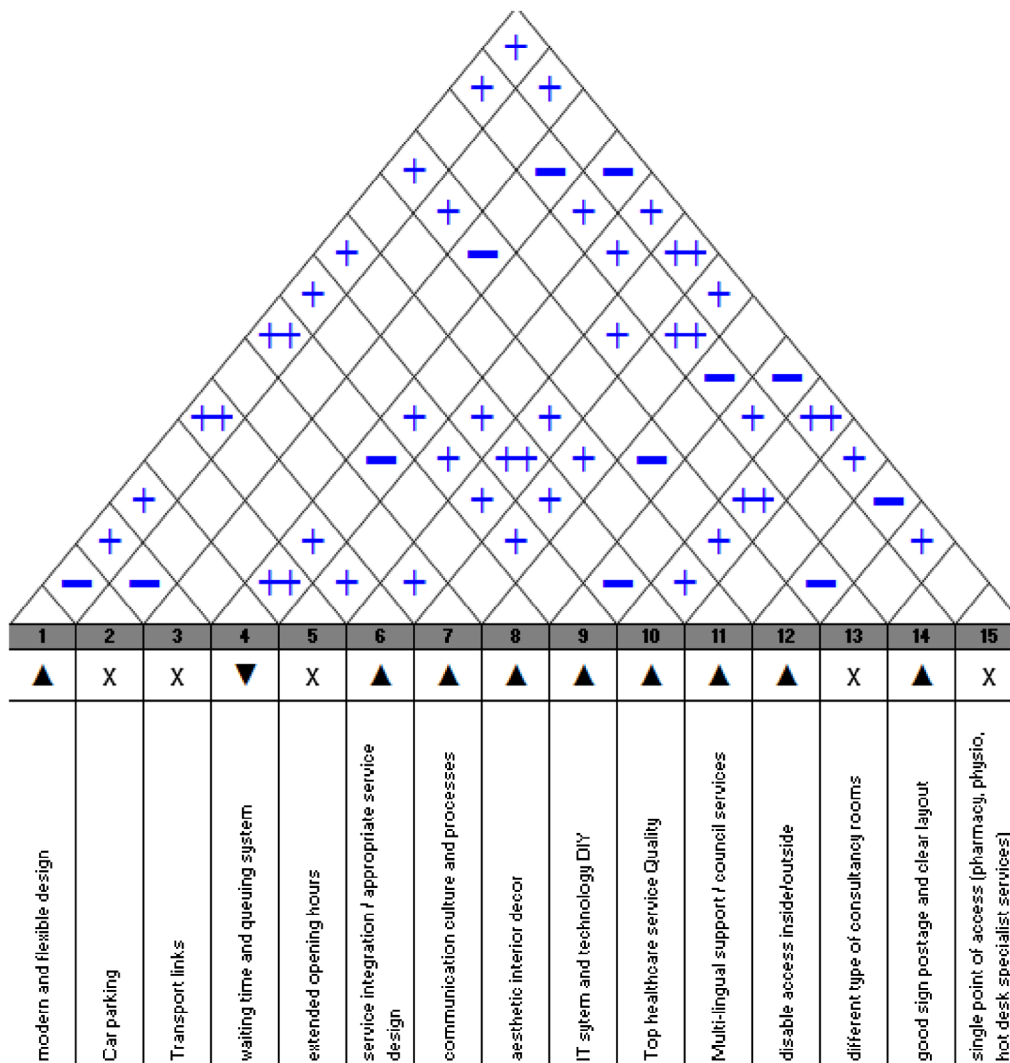 +
+ +
+ − −
+ + +
+ − + ++
+ +
++ + ++
− −
++ + + + + ++
− + ++ + − +
+ + + ++ −
+ + + + +
− − ++ + + − + −
1 2 3 4 5 6 7 8 9 10 11 12 13 14 15
▲ X X ▼ X ▲ ▲ ▲ ▲ ▲ ▲ ▲ X ▲ X
modern and flexible design
Car parking
Transport links
waiting time and queuing system
extended opening hours
service integration / appropriate service
design
communication culture and processes
aesthetic interior decor
IT sytem and technology DIY
Top healthcare service Quality
Multi-lingual support / council services
disable access inside/outside
different type of consultancy rooms
good sign postage and clear layout
single point of access (pharmacy, physio,
hot desk specialist services)